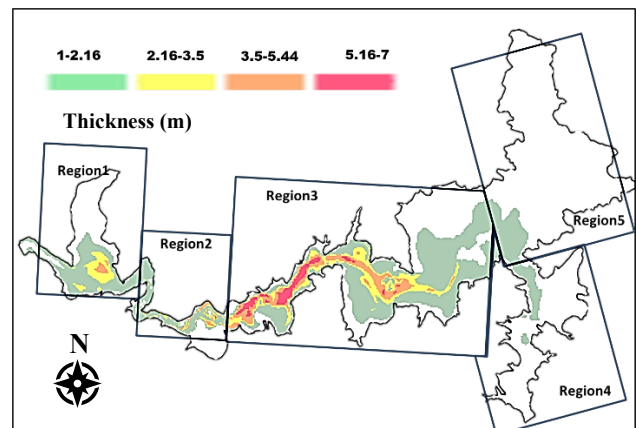 1-2.16 2.16-3.5 3.5-5.44 5.16-7
Thickness (m)
Region1
Region2
Region3
Region5
Region4
N